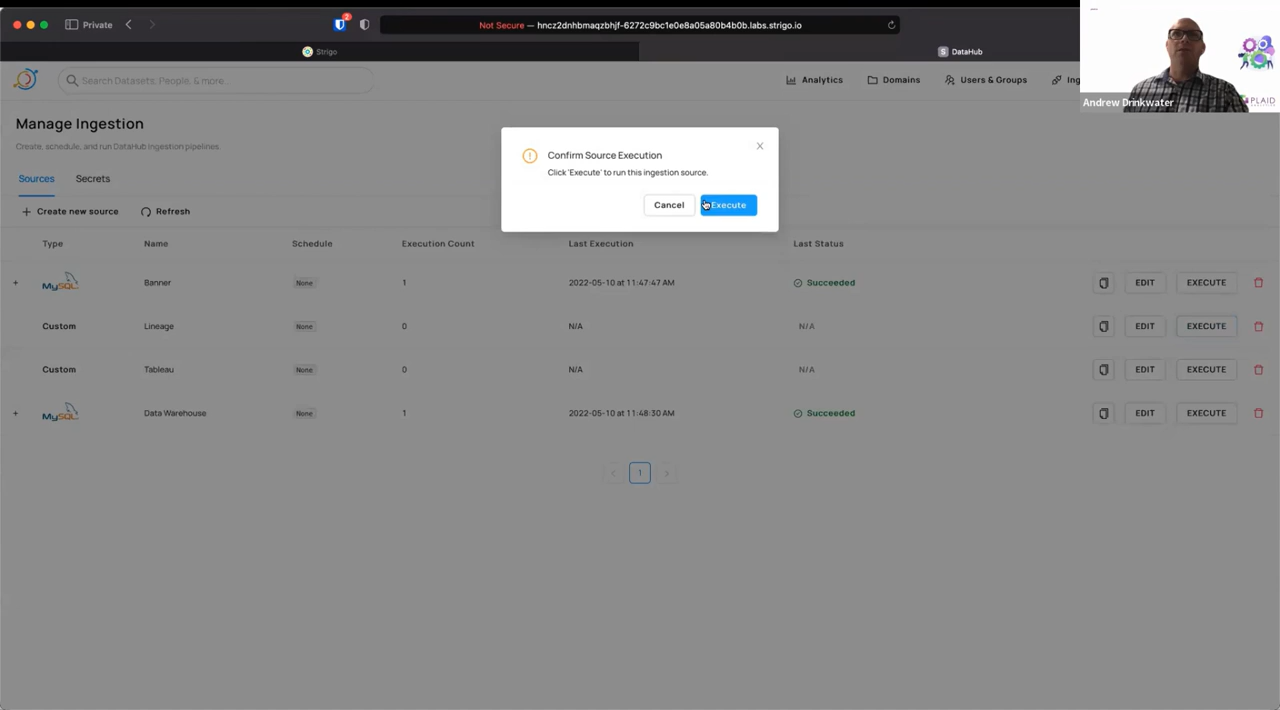 Private
2
Not Secure — hncz2dnhbmaqzbhjf-6272c9bc1e0e8a05a80b4b0b.labs.strigo.io
Strigo
S DataHub
Search Datasets, People, & more...
Analytics
Domains
Users & Groups
Andrew Drinkwater
PLAID
Manage Ingestion
Create, schedule, and run DataHub ingestion pipelines.
Sources Secrets
+ Create new source Refresh
Confirm Source Execution
Click 'Execute' to run this ingestion source.
Cancel Execute
Type Name Schedule Execution Count Last Execution Last Status
+ MySQL Banner None 1 2022-05-10 at 11:47:47 AM Succeeded EDIT EXECUTE
Custom Lineage None 0 N/A N/A EDIT EXECUTE
Custom Tableau None 0 N/A N/A EDIT EXECUTE
+ MySQL Data Warehouse None 1 2022-05-10 at 11:48:30 AM Succeeded EDIT EXECUTE
< 1 >